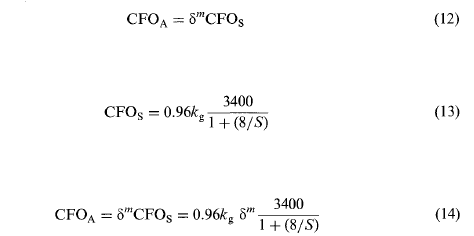 CFO_A = δ^m CFO_S (12)
CFO_S = 0.96k_g 3400 / (1 + (8/S)) (13)
CFO_A = δ^m CFO_S = 0.96k_g δ^m 3400 / (1 + (8/S)) (14)